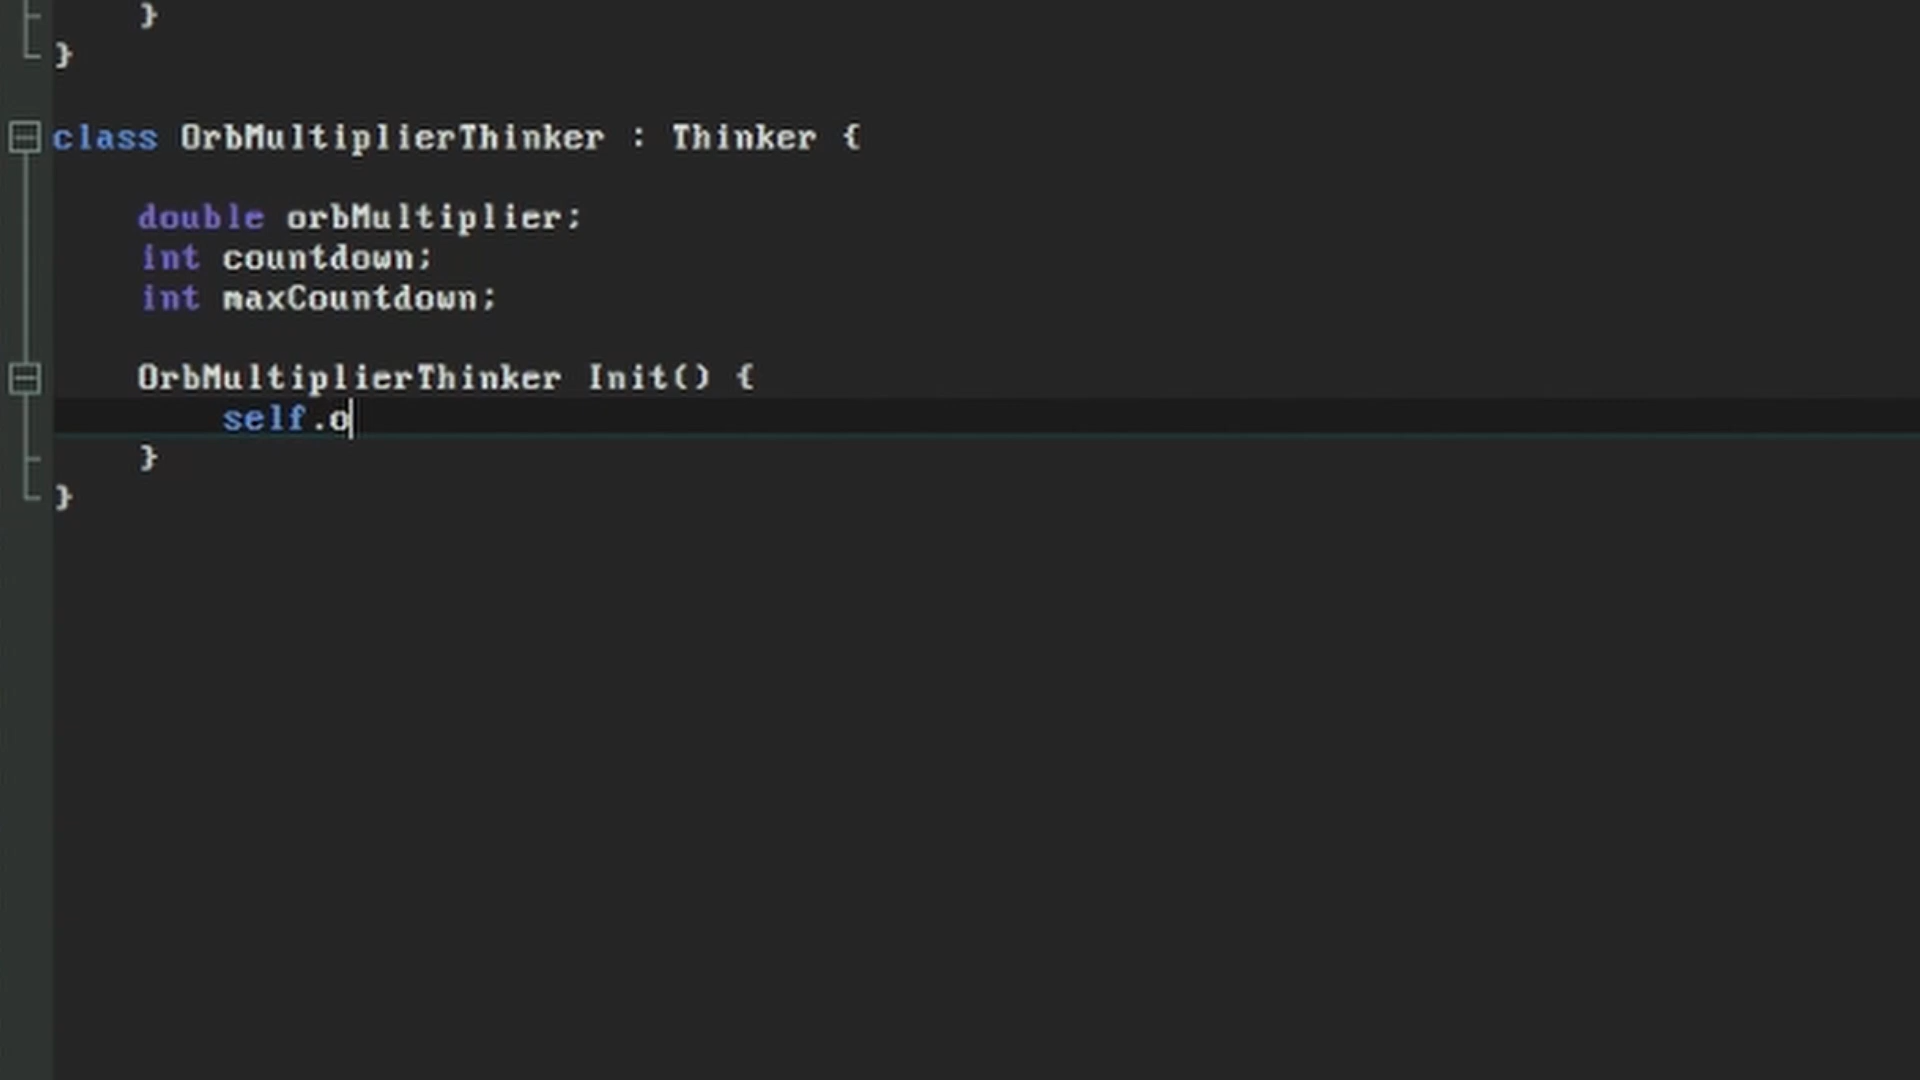 }
}
class OrbMultiplierThinker : Thinker {
double orbMultiplier;
int countdown;
int maxCountdown;
OrbMultiplierThinker Init() {
self.o
}
}